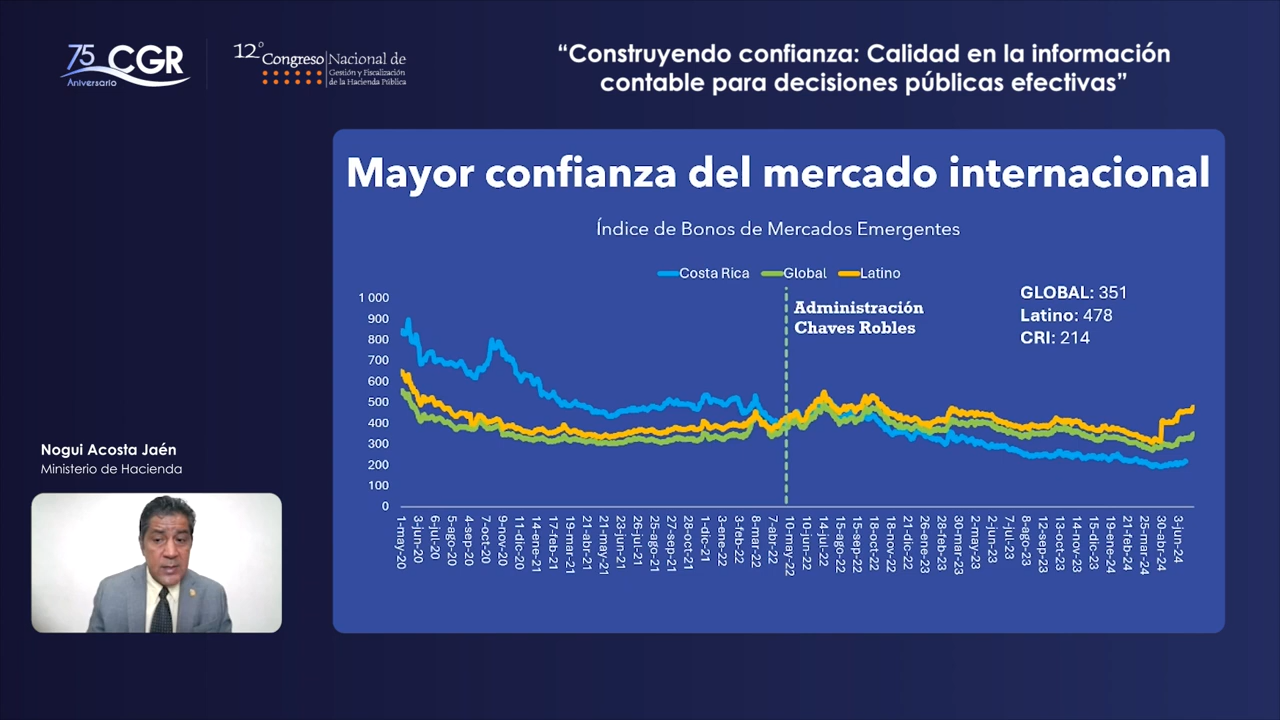 75
Aniversario
CGR
12° Congreso Nacional de
Gestión y Fiscalización
de la Hacienda Pública
“Construyendo confianza: Calidad en la información
contable para decisiones públicas efectivas”
Mayor confianza del mercado internacional
Índice de Bonos de Mercados Emergentes
Costa Rica Global Latino
Administración
Chaves Robles
GLOBAL: 351
Latino: 478
CRI: 214
1 000
900
800
700
600
500
400
300
200
100
0
1-may-20
3-jun-20
6-jul-20
5-ago-20
4-sep-20
7-oct-20
9-nov-20
11-dic-20
14-ene-21
17-feb-21
19-mar-21
21-abr-21
21-may-21
23-jun-21
26-jul-21
25-ago-21
27-sep-21
28-oct-21
1-dic-21
3-ene-22
3-feb-22
8-mar-22
7-abr-22
10-may-22
10-jun-22
14-jul-22
15-ago-22
15-sep-22
18-oct-22
18-nov-22
21-dic-22
26-ene-23
28-feb-23
30-mar-23
2-may-23
2-jun-23
7-jul-23
8-ago-23
12-sep-23
13-oct-23
14-nov-23
15-dic-23
19-ene-24
21-feb-24
25-mar-24
30-abr-24
3-jun-24
Nogui Acosta Jaén
Ministerio de Hacienda